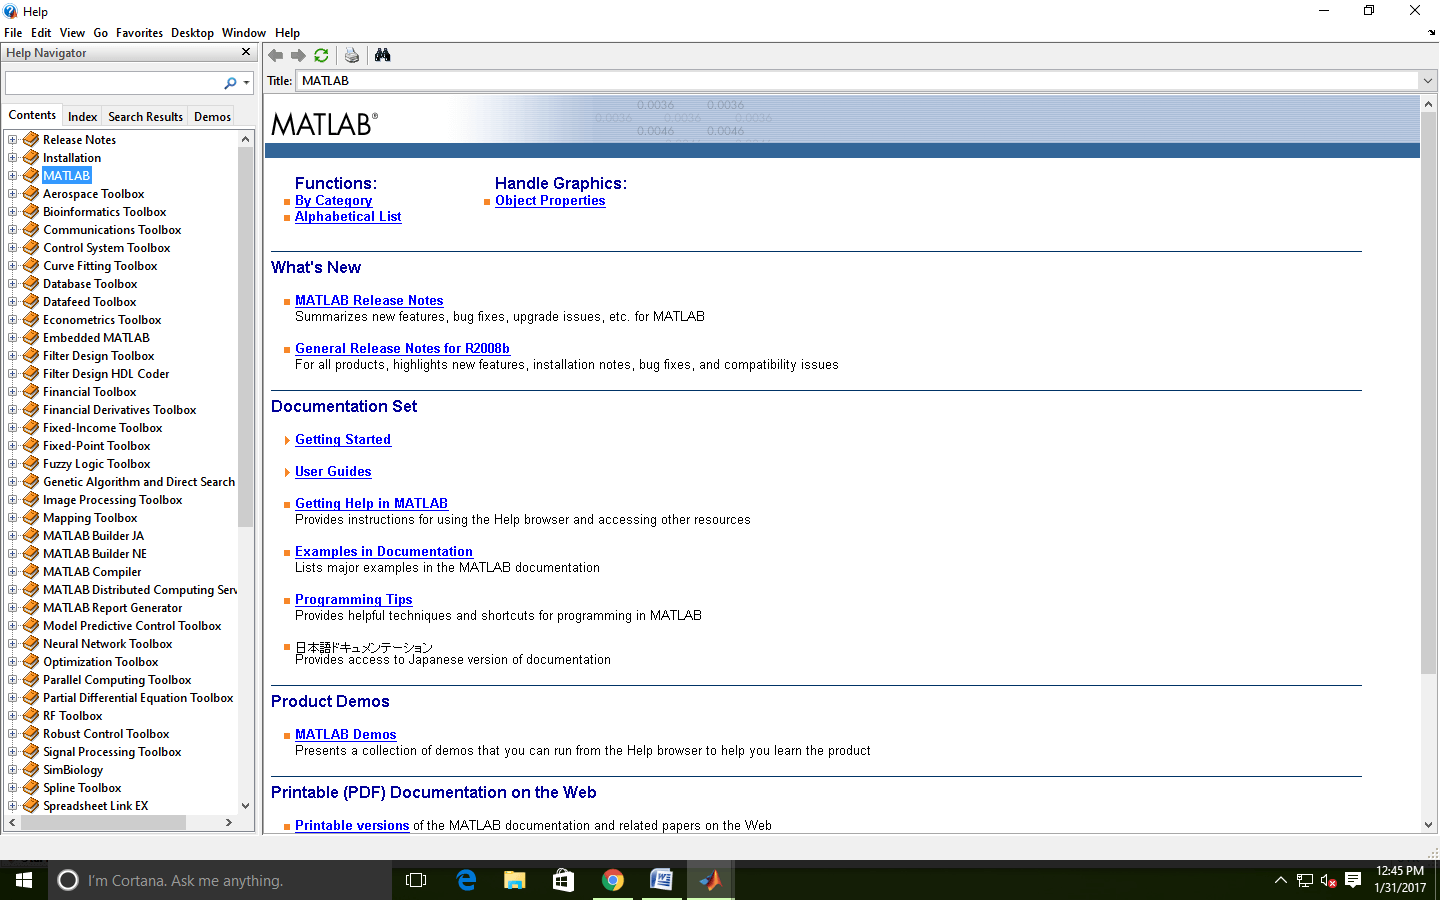 Help
File Edit View Go Favorites Desktop Window Help
Help Navigator
Contents Index Search Results Demos
Release Notes
Installation
MATLAB
Aerospace Toolbox
Bioinformatics Toolbox
Communications Toolbox
Control System Toolbox
Curve Fitting Toolbox
Database Toolbox
Datafeed Toolbox
Econometrics Toolbox
Embedded MATLAB
Filter Design Toolbox
Filter Design HDL Coder
Financial Toolbox
Financial Derivatives Toolbox
Fixed-Income Toolbox
Fixed-Point Toolbox
Fuzzy Logic Toolbox
Genetic Algorithm and Direct Search
Image Processing Toolbox
Mapping Toolbox
MATLAB Builder JA
MATLAB Builder NE
MATLAB Compiler
MATLAB Distributed Computing Serv
MATLAB Report Generator
Model Predictive Control Toolbox
Neural Network Toolbox
Optimization Toolbox
Parallel Computing Toolbox
Partial Differential Equation Toolbox
RF Toolbox
Robust Control Toolbox
Signal Processing Toolbox
SimBiology
Spline Toolbox
Spreadsheet Link EX
Title: MATLAB
MATLAB®
0.0036 0.0036
0.0036 0.0036 0.0036
0.0046 0.0046
Functions:
By Category
Alphabetical List
Handle Graphics:
Object Properties
What's New
MATLAB Release Notes
Summarizes new features, bug fixes, upgrade issues, etc. for MATLAB
General Release Notes for R2008b
For all products, highlights new features, installation notes, bug fixes, and compatibility issues
Documentation Set
Getting Started
User Guides
Getting Help in MATLAB
Provides instructions for using the Help browser and accessing other resources
Examples in Documentation
Lists major examples in the MATLAB documentation
Programming Tips
Provides helpful techniques and shortcuts for programming in MATLAB
日本語ドキュメンテーション
Provides access to Japanese version of documentation
Product Demos
MATLAB Demos
Presents a collection of demos that you can run from the Help browser to help you learn the product
Printable (PDF) Documentation on the Web
Printable versions of the MATLAB documentation and related papers on the Web
I'm Cortana. Ask me anything.
12:45 PM
1/31/2017